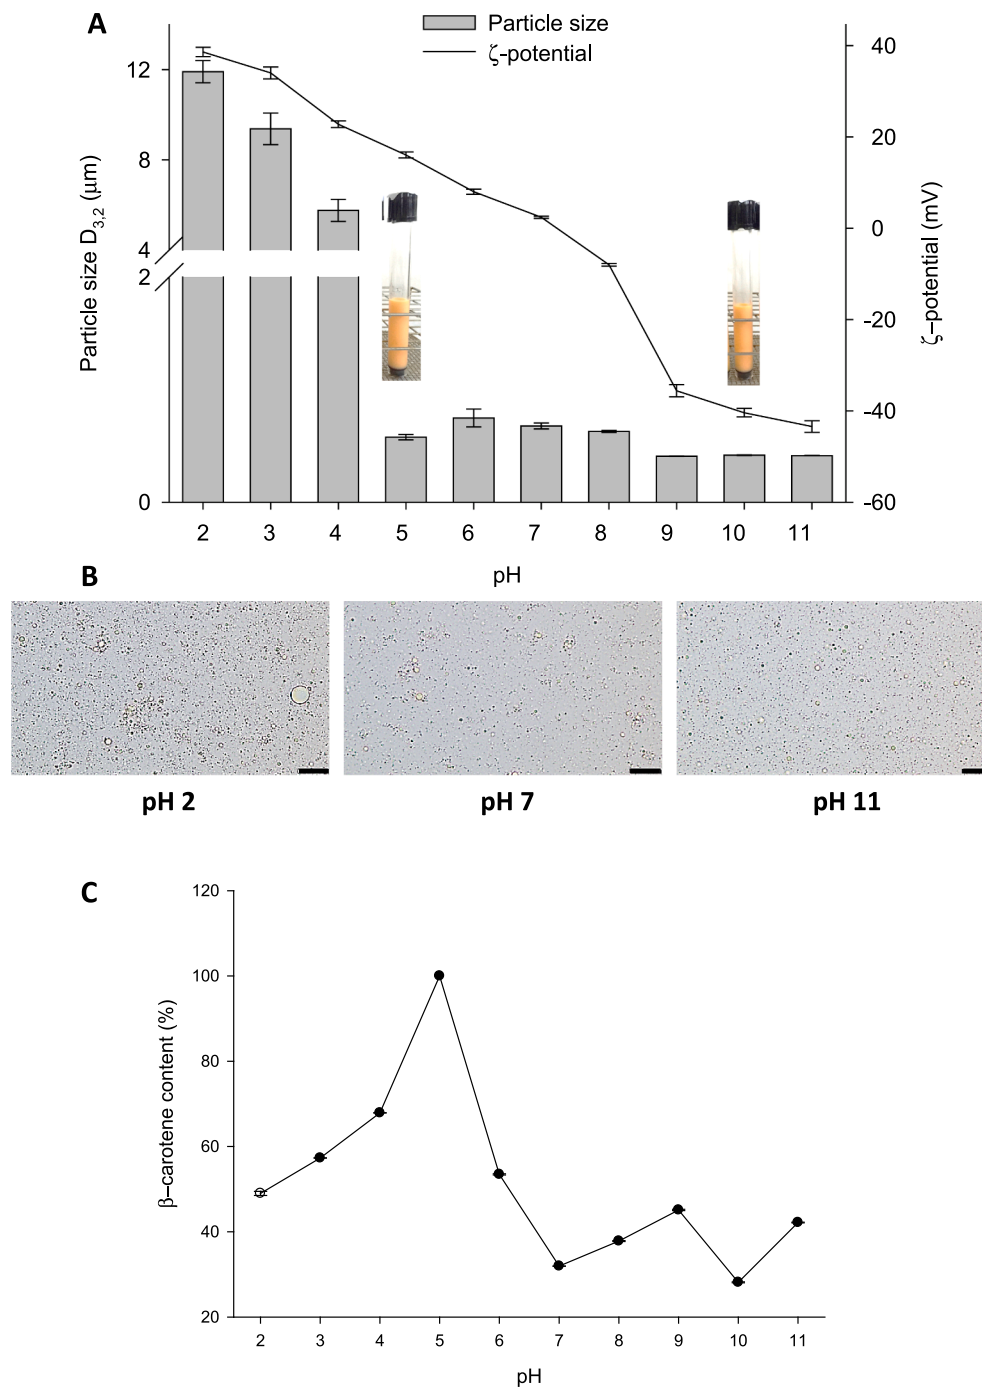 A
Particle size
ζ-potential
Particle size D3,2 (μm)
12
8
4
2
0
40
20
0
-20
-40
-60
ζ–potential (mV)
2 3 4 5 6 7 8 9 10 11
pH
B
pH 2 pH 7 pH 11
C
β–carotene content (%)
120
100
80
60
40
20
2 3 4 5 6 7 8 9 10 11
pH